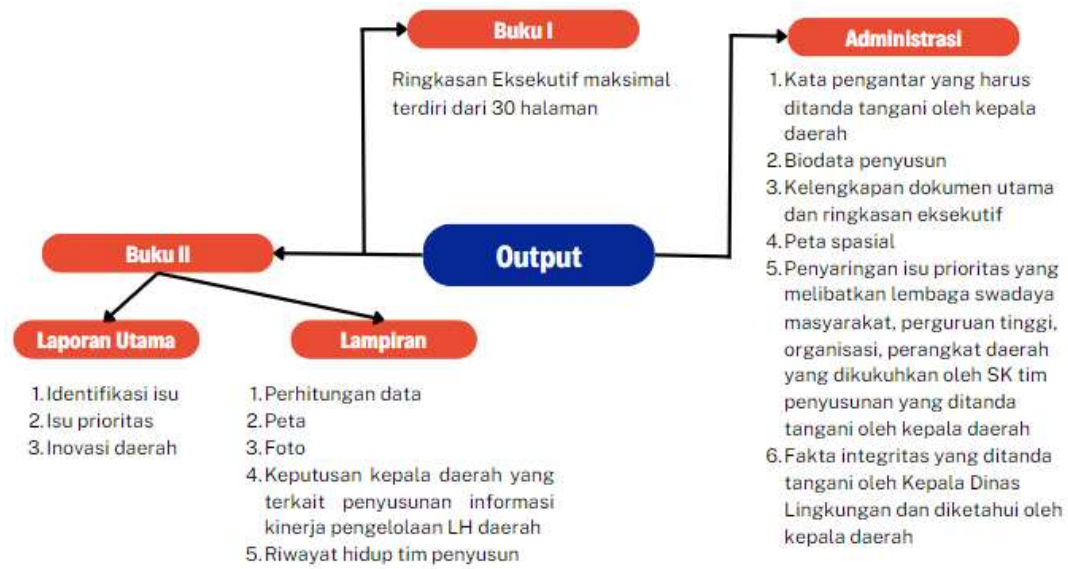 Buku I
Ringkasan Eksekutif maksimal
terdiri dari 30 halaman
Administrasi
1.Kata pengantar yang harus
ditanda tangani oleh kepala
daerah
2.Biodata penyusun
3.Kelengkapan dokumen utama
dan ringkasan eksekutif
4.Peta spasial
5.Penyaringan isu prioritas yang
melibatkan lembaga swadaya
masyarakat, perguruan tinggi,
organisasi, perangkat daerah
yang dikukuhkan oleh SK tim
penyusunan yang ditanda
tangani oleh kepala daerah
6.Fakta integritas yang ditanda
tangani oleh Kepala Dinas
Lingkungan dan diketahui oleh
kepala daerah
Output
Buku II
Laporan Utama
1.Identifikasi isu
2.Isu prioritas
3.Inovasi daerah
Lampiran
1.Perhitungan data
2.Peta
3.Foto
4.Keputusan kepala daerah yang
terkait penyusunan informasi
kinerja pengelolaan LH daerah
5.Riwayat hidup tim penyusun